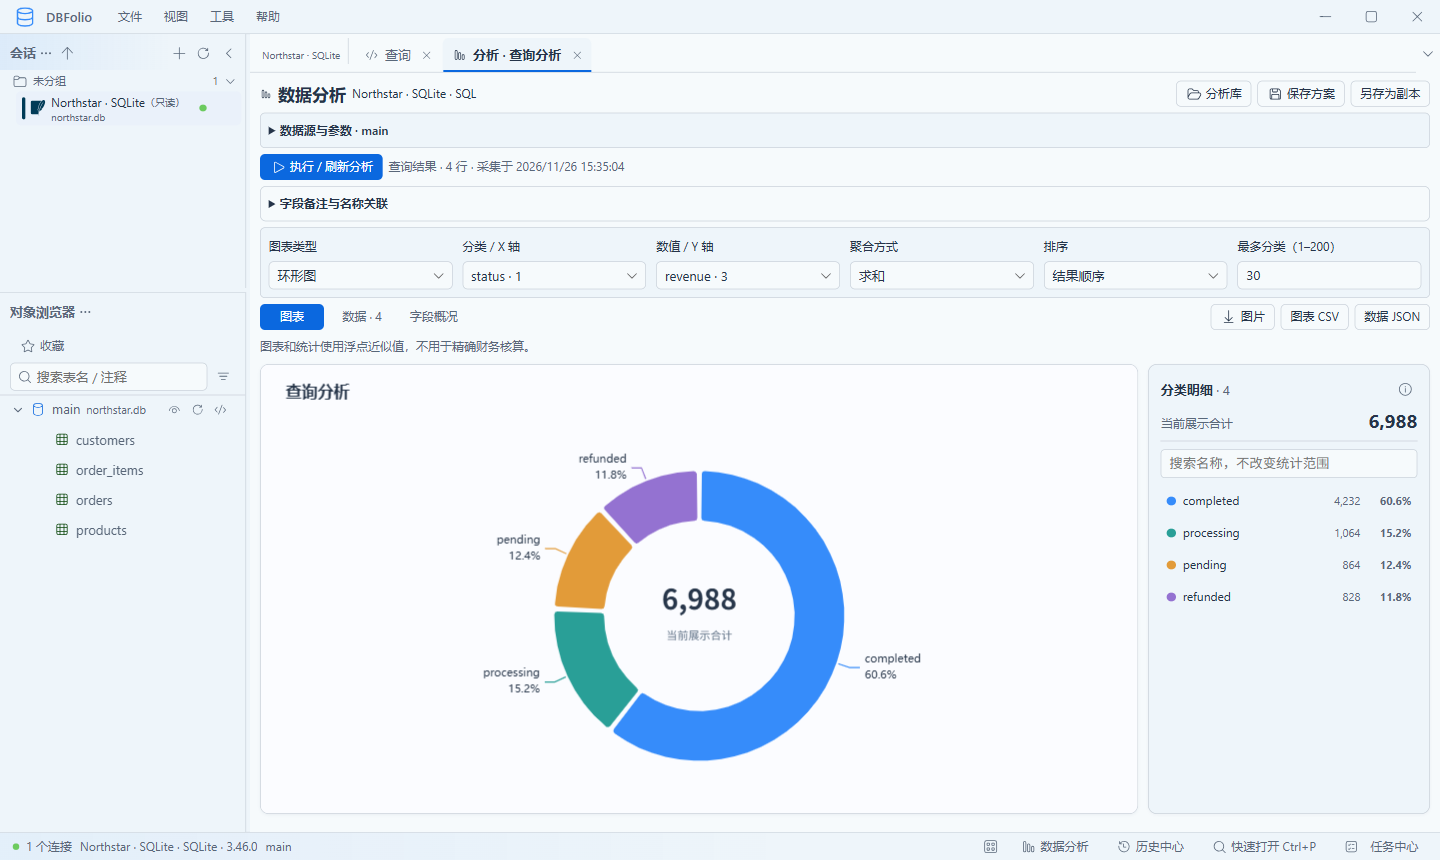 DBFolio 文件 视图 工具 帮助
会话 ···
未分组 1
Northstar · SQLite（只读）
northstar.db
对象浏览器 ···
收藏
搜索表名 / 注释
main northstar.db
customers
order_items
orders
products
Northstar · SQLite 查询 分析 · 查询分析
数据分析 Northstar · SQLite · SQL 分析库 保存方案 另存为副本
数据源与参数 · main
执行 / 刷新分析 查询结果 · 4 行 · 采集于 2026/11/26 15:35:04
字段备注与名称关联
图表类型 分类 / X 轴 数值 / Y 轴 聚合方式 排序 最多分类（1–200）
环形图 status · 1 revenue · 3 求和 结果顺序 30
图表 数据 · 4 字段概况 图片 图表 CSV 数据 JSON
图表和统计使用浮点近似值，不用于精确财务核算。
查询分析
refunded
11.8%
pending
12.4%
processing
15.2%
6,988
当前展示合计
completed
60.6%
分类明细 · 4
当前展示合计 6,988
搜索名称，不改变统计范围
completed 4,232 60.6%
processing 1,064 15.2%
pending 864 12.4%
refunded 828 11.8%
1 个连接 Northstar · SQLite · SQLite · 3.46.0 main 数据分析 历史中心 快速打开 Ctrl+P 任务中心